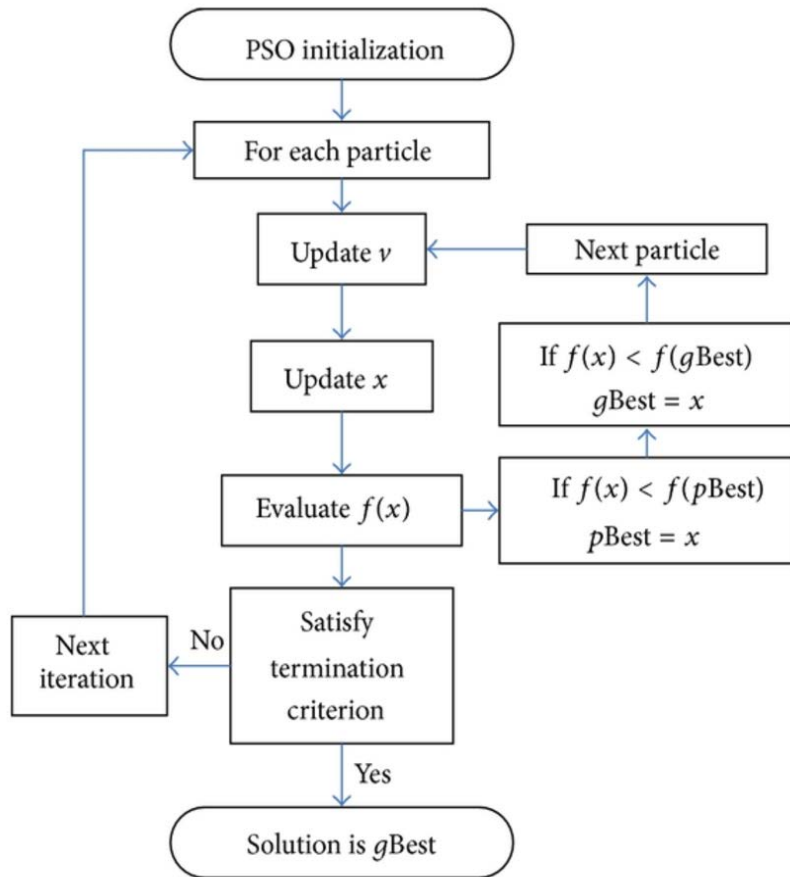 PSO initialization
For each particle
Update v
Next particle
Update x
If f(x) < f(gBest)
gBest = x
Evaluate f(x)
If f(x) < f(pBest)
pBest = x
Satisfy
termination
criterion
No
Next
iteration
Yes
Solution is gBest